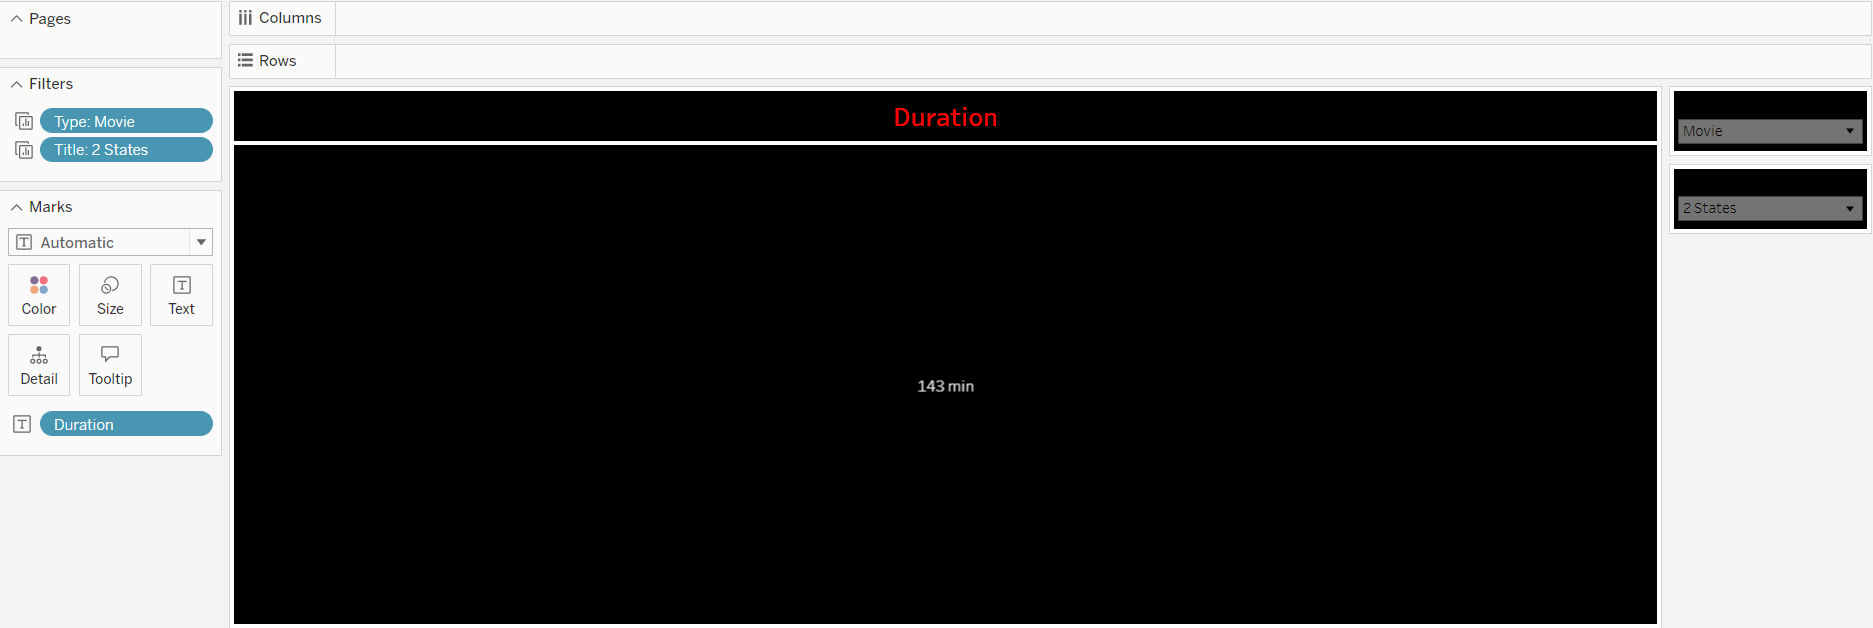 Pages
Columns
Rows
Filters
Type: Movie
Title: 2 States
Marks
Automatic
Color
Size
Text
Detail
Tooltip
Duration
Duration
143 min
Movie
2 States